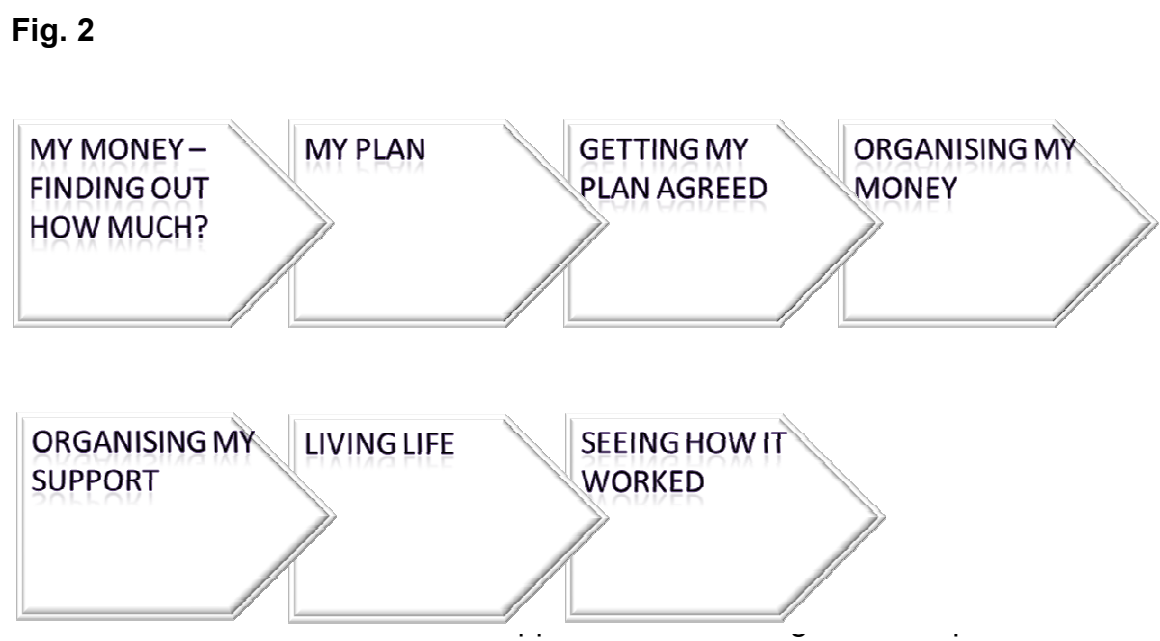 Fig. 2
MY MONEY –
FINDING OUT
HOW MUCH?
MY PLAN
GETTING MY
PLAN AGREED
ORGANISING MY
MONEY
ORGANISING MY
SUPPORT
LIVING LIFE
SEEING HOW IT
WORKED